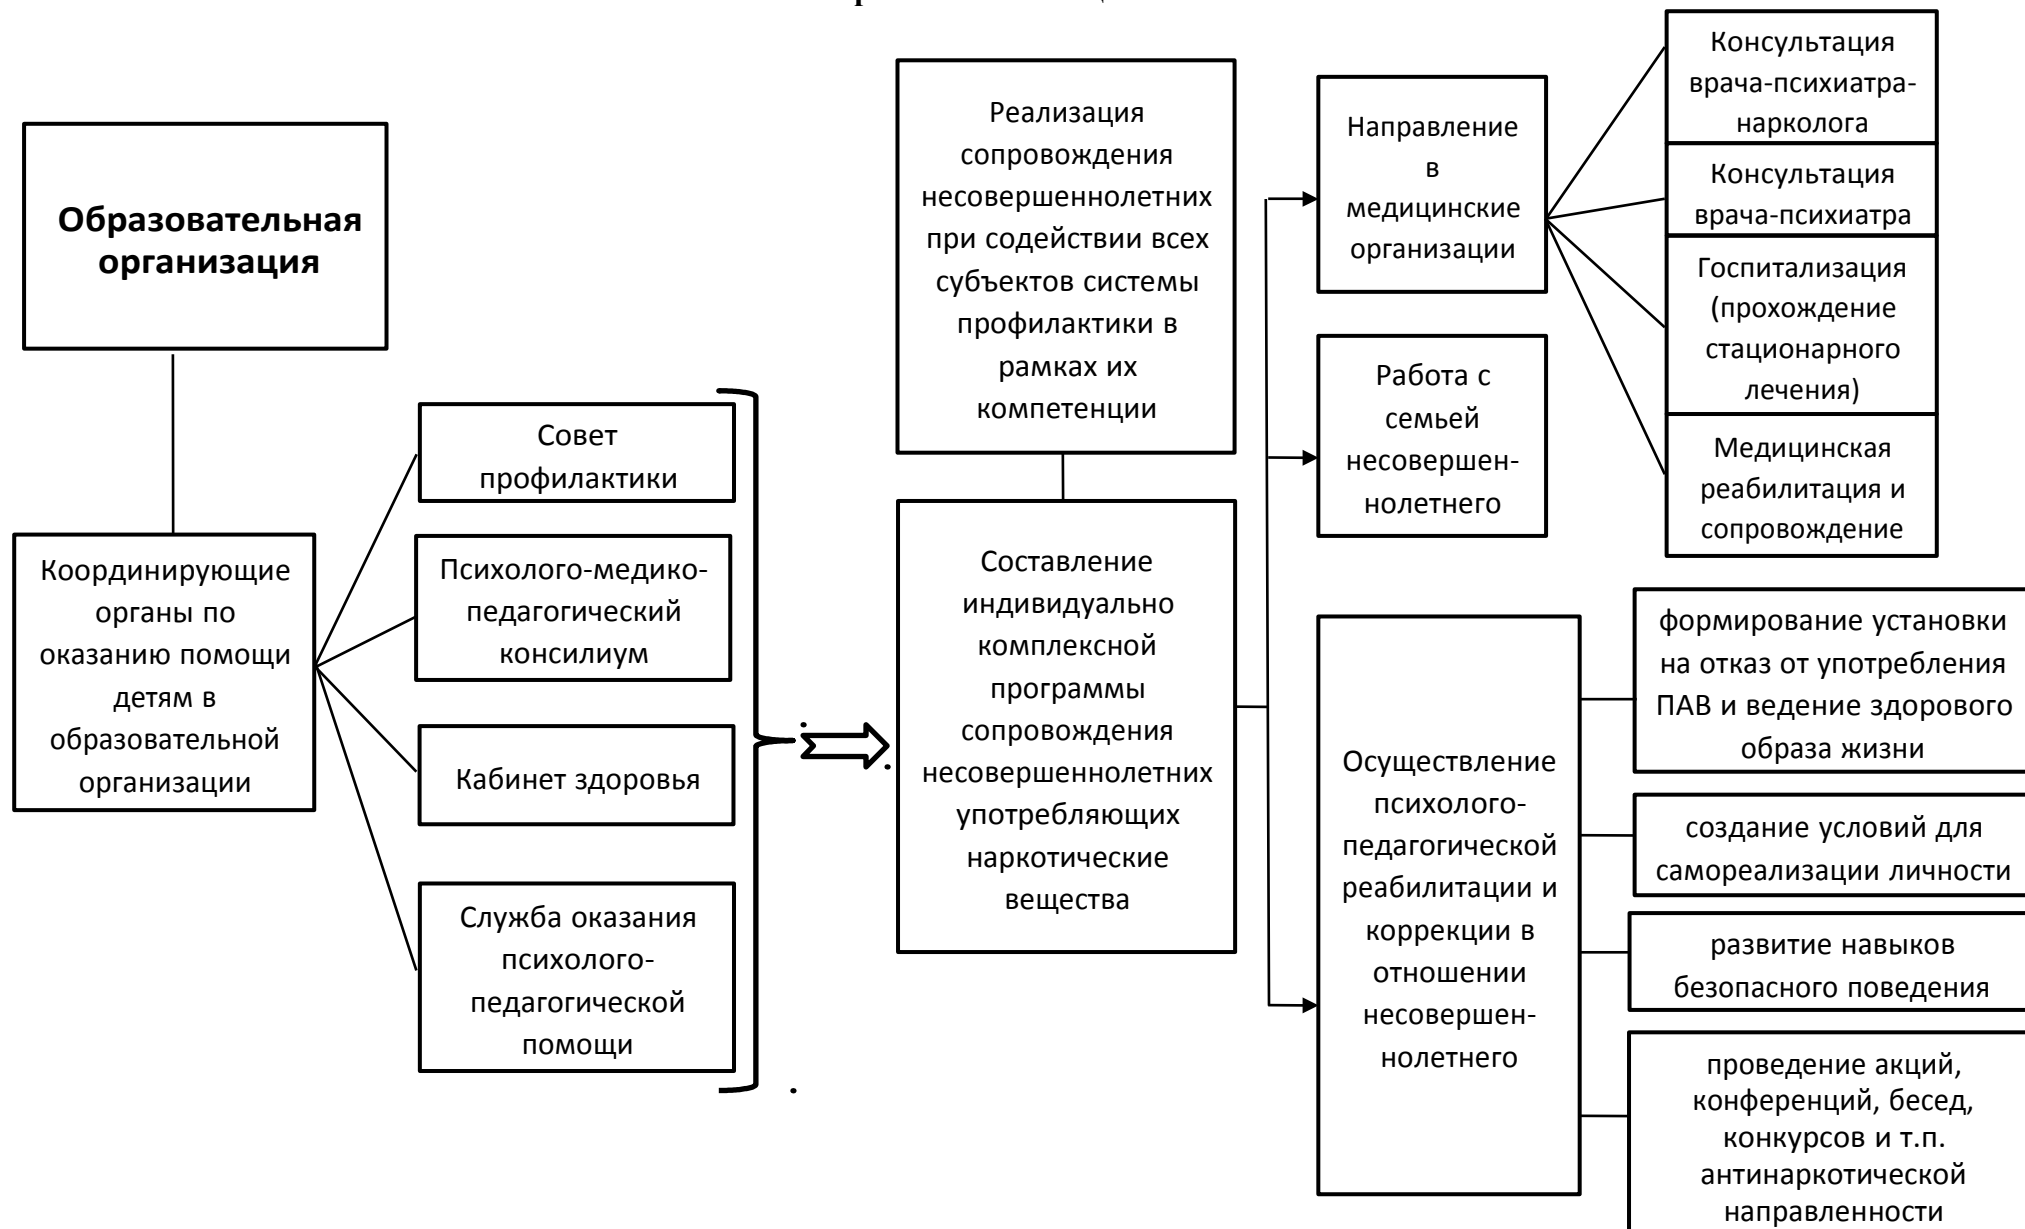 Образовательная
организация
Координирующие
органы по
оказанию помощи
детям в
образовательной
организации
Совет
профилактики
Психолого-медико-
педагогический
консилиум
Кабинет здоровья
Служба оказания
психолого-
педагогической
помощи
Реализация
сопровождения
несовершеннолетних
при содействии всех
субъектов системы
профилактики в
рамках их
компетенции
Составление
индивидуально
комплексной
программы
сопровождения
несовершеннолетних
употребляющих
наркотические
вещества
Направление
в
медицинские
организации
Работа с
семьей
несовершен-
нолетнего
Осуществление
психолого-
педагогической
реабилитации и
коррекции в
отношении
несовершен-
нолетнего
Консультация
врача-психиатра-
нарколога
Консультация
врача-психиатра
Госпитализация
(прохождение
стационарного
лечения)
Медицинская
реабилитация и
сопровождение
формирование установки
на отказ от употребления
ПАВ и ведение здорового
образа жизни
создание условий для
самореализации личности
развитие навыков
безопасного поведения
проведение акций,
конференций, бесед,
конкурсов и т.п.
антинаркотической
направленности